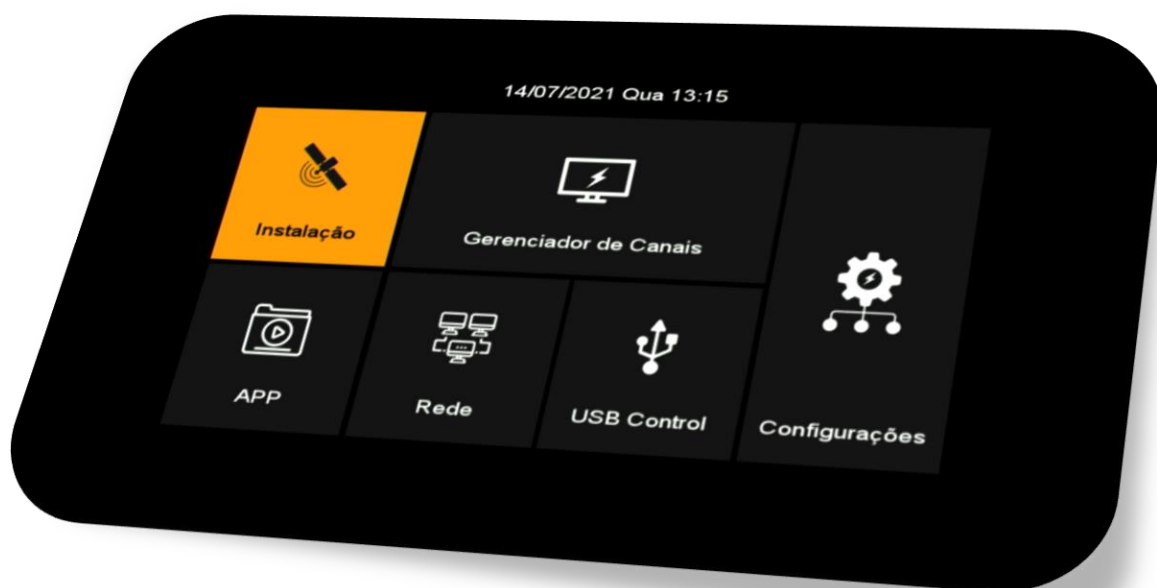 14/07/2021 Qua 13:15
Instalação
Gerenciador de Canais
APP
Rede
USB Control
Configurações